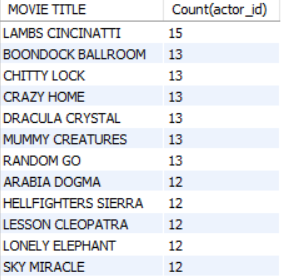 MOVIE TITLE Count(actor_id)
LAMBS CINCINATTI 15
BOONDOCK BALLROOM 13
CHITTY LOCK 13
CRAZY HOME 13
DRACULA CRYSTAL 13
MUMMY CREATURES 13
RANDOM GO 13
ARABIA DOGMA 12
HELLFIGHTERS SIERRA 12
LESSON CLEOPATRA 12
LONELY ELEPHANT 12
SKY MIRACLE 12